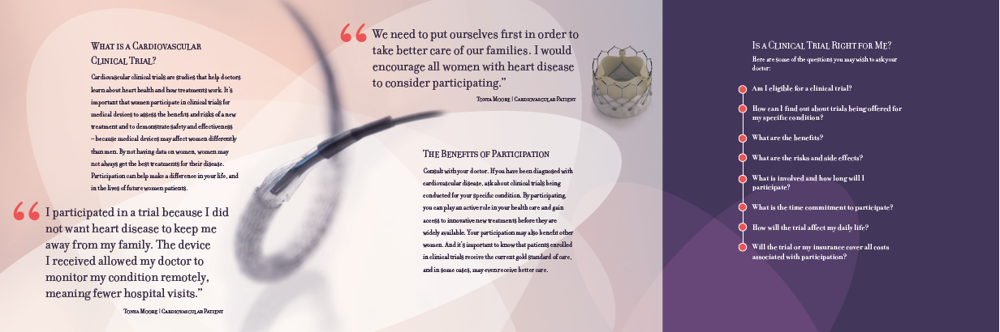 What is a Cardiovascular
Clinical Trial?
Cardiovascular clinical trials are studies that help doctors
learn about heart health and how treatments work. It's
important that women participate in clinical trials for
medical devices to assess the benefits and risks of a new
treatment and to demonstrate safety and effectiveness
– because medical devices may affect women differently
than men. By not having data on women, women may
not always get the best treatments for their disease.
Participation can help make a difference in your life, and
in the lives of future women patients.
“ I participated in a trial because I did
not want heart disease to keep me
away from my family. The device
I received allowed my doctor to
monitor my condition remotely,
meaning fewer hospital visits.”
Tonya Moore | Cardiovascular Patient
“ We need to put ourselves first in order to
take better care of our families. I would
encourage all women with heart disease
to consider participating.”
Tonya Moore | Cardiovascular Patient
The Benefits of Participation
Consult with your doctor. If you have been diagnosed with
cardiovascular disease, ask about clinical trials being
conducted for your specific condition. By participating,
you can play an active role in your health care and gain
access to innovative new treatments before they are
widely available. Your participation may also benefit other
women. And it's important to know that patients enrolled
in clinical trials receive the current gold standard of care,
and in some cases, may even receive better care.
Is a Clinical Trial Right for Me?
Here are some of the questions you may wish to ask your
doctor:
Am I eligible for a clinical trial?
How can I find out about trials being offered for
my specific condition?
What are the benefits?
What are the risks and side effects?
What is involved and how long will I
participate?
What is the time commitment to participate?
How will the trial affect my daily life?
Will the trial or my insurance cover all costs
associated with participation?